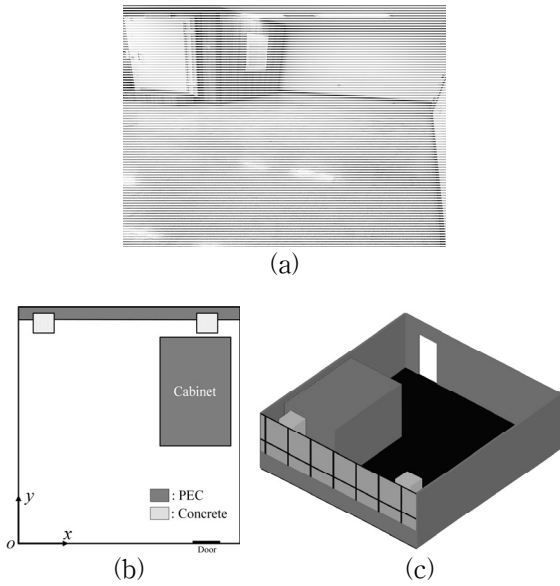 (a)
Cabinet
y
: PEC
: Concrete
x
o
Door
(b)
(c)